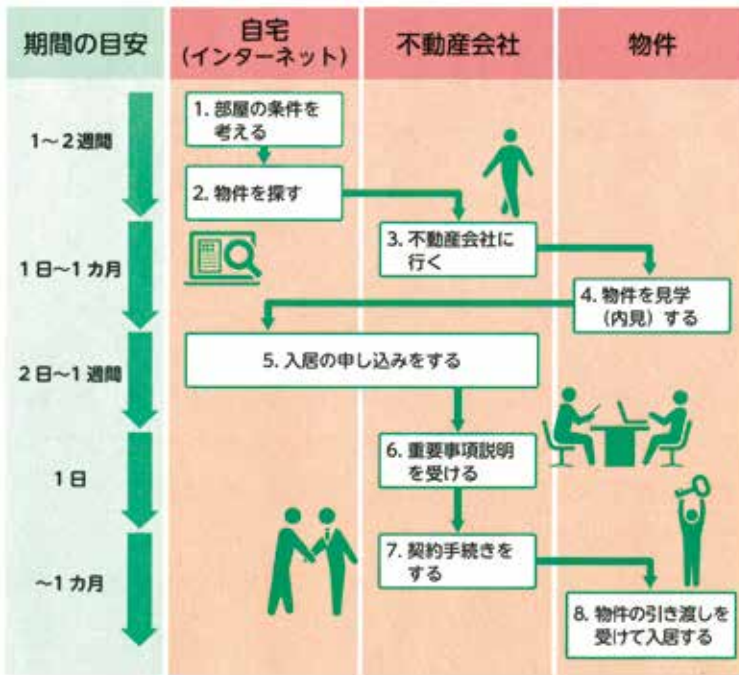 期間の目安
自宅
(インターネット)
不動産会社
物件
1~2週間
1日~1カ月
2日~1週間
1日
~1カ月
1. 部屋の条件を
考える
2. 物件を探す
3. 不動産会社に
行く
4. 物件を見学
(内見)する
5. 入居の申し込みをする
6. 重要事項説明
を受ける
7. 契約手続きを
する
8. 物件の引き渡しを
受けて入居する